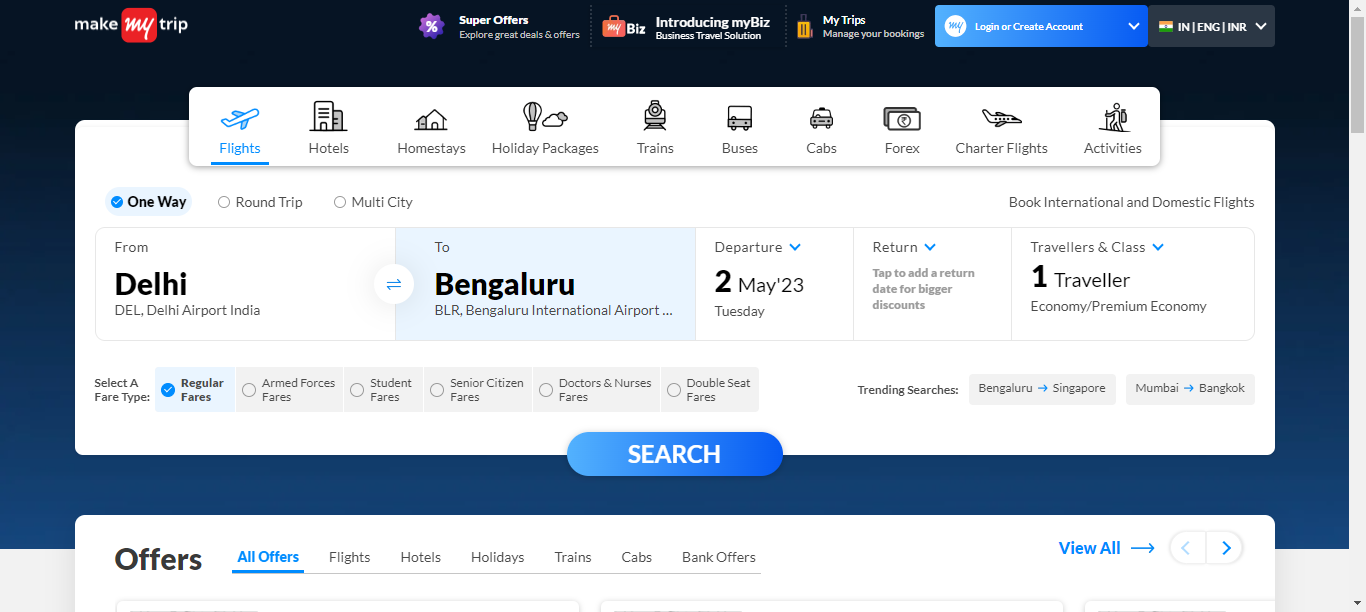 make my trip
Super Offers
Explore great deals & offers
my Biz
Introducing myBiz
Business Travel Solution
My Trips
Manage your bookings
my Login or Create Account
IN | ENG | INR
Flights
Hotels
Homestays
Holiday Packages
Trains
Buses
Cabs
Forex
Charter Flights
Activities
One Way
Round Trip
Multi City
Book International and Domestic Flights
From
Delhi
DEL, Delhi Airport India
To
Bengaluru
BLR, Bengaluru International Airport ...
Departure
2 May'23
Tuesday
Return
Tap to add a return
date for bigger
discounts
Travellers & Class
1 Traveller
Economy/Premium Economy
Select A
Fare Type:
Regular
Fares
Armed Forces
Fares
Student
Fares
Senior Citizen
Fares
Doctors & Nurses
Fares
Double Seat
Fares
Trending Searches:
Bengaluru → Singapore
Mumbai → Bangkok
SEARCH
Offers
All Offers
Flights
Hotels
Holidays
Trains
Cabs
Bank Offers
View All